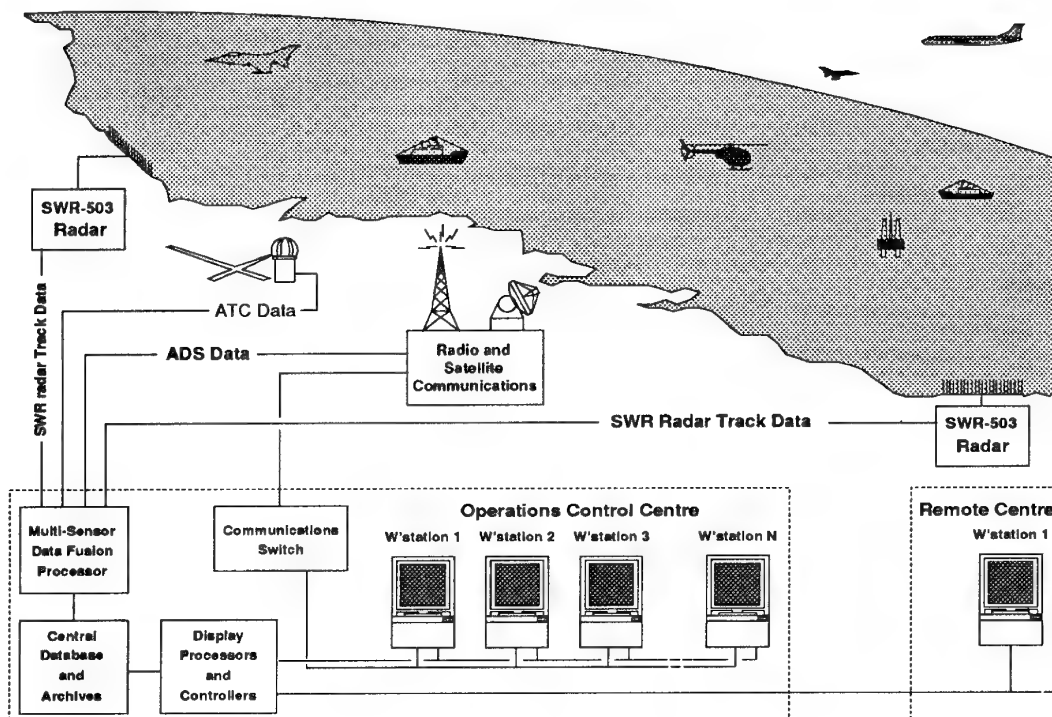 SWR-503
Radar
SWR radar Track Data
ATC Data
ADS Data
Radio and
Satellite
Communications
SWR Radar Track Data
SWR-503
Radar
Operations Control Centre
Remote Centre
Multi-Sensor
Data Fusion
Processor
Communications
Switch
W'station 1
W'station 2
W'station 3
W'station N
W'station 1
Central
Database
and
Archives
Display
Processors
and
Controllers